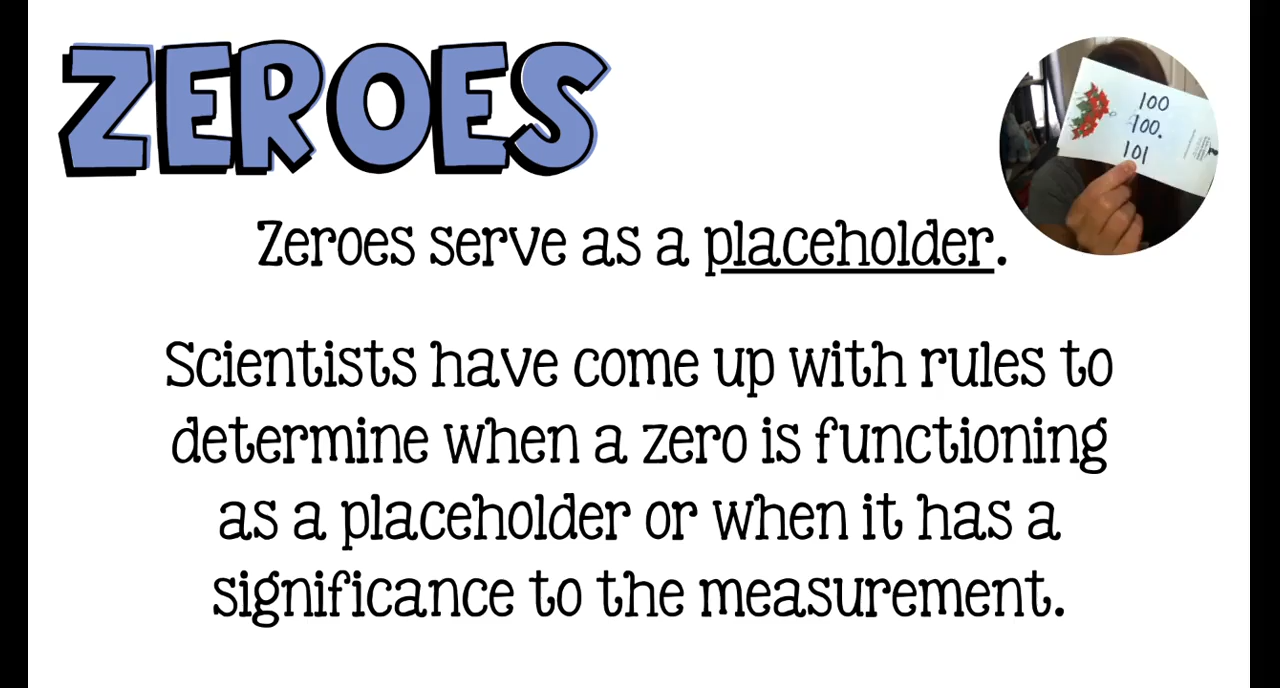 ZEROES
100
100.
101
Zeroes serve as a placeholder.
Scientists have come up with rules to
determine when a zero is functioning
as a placeholder or when it has a
significance to the measurement.